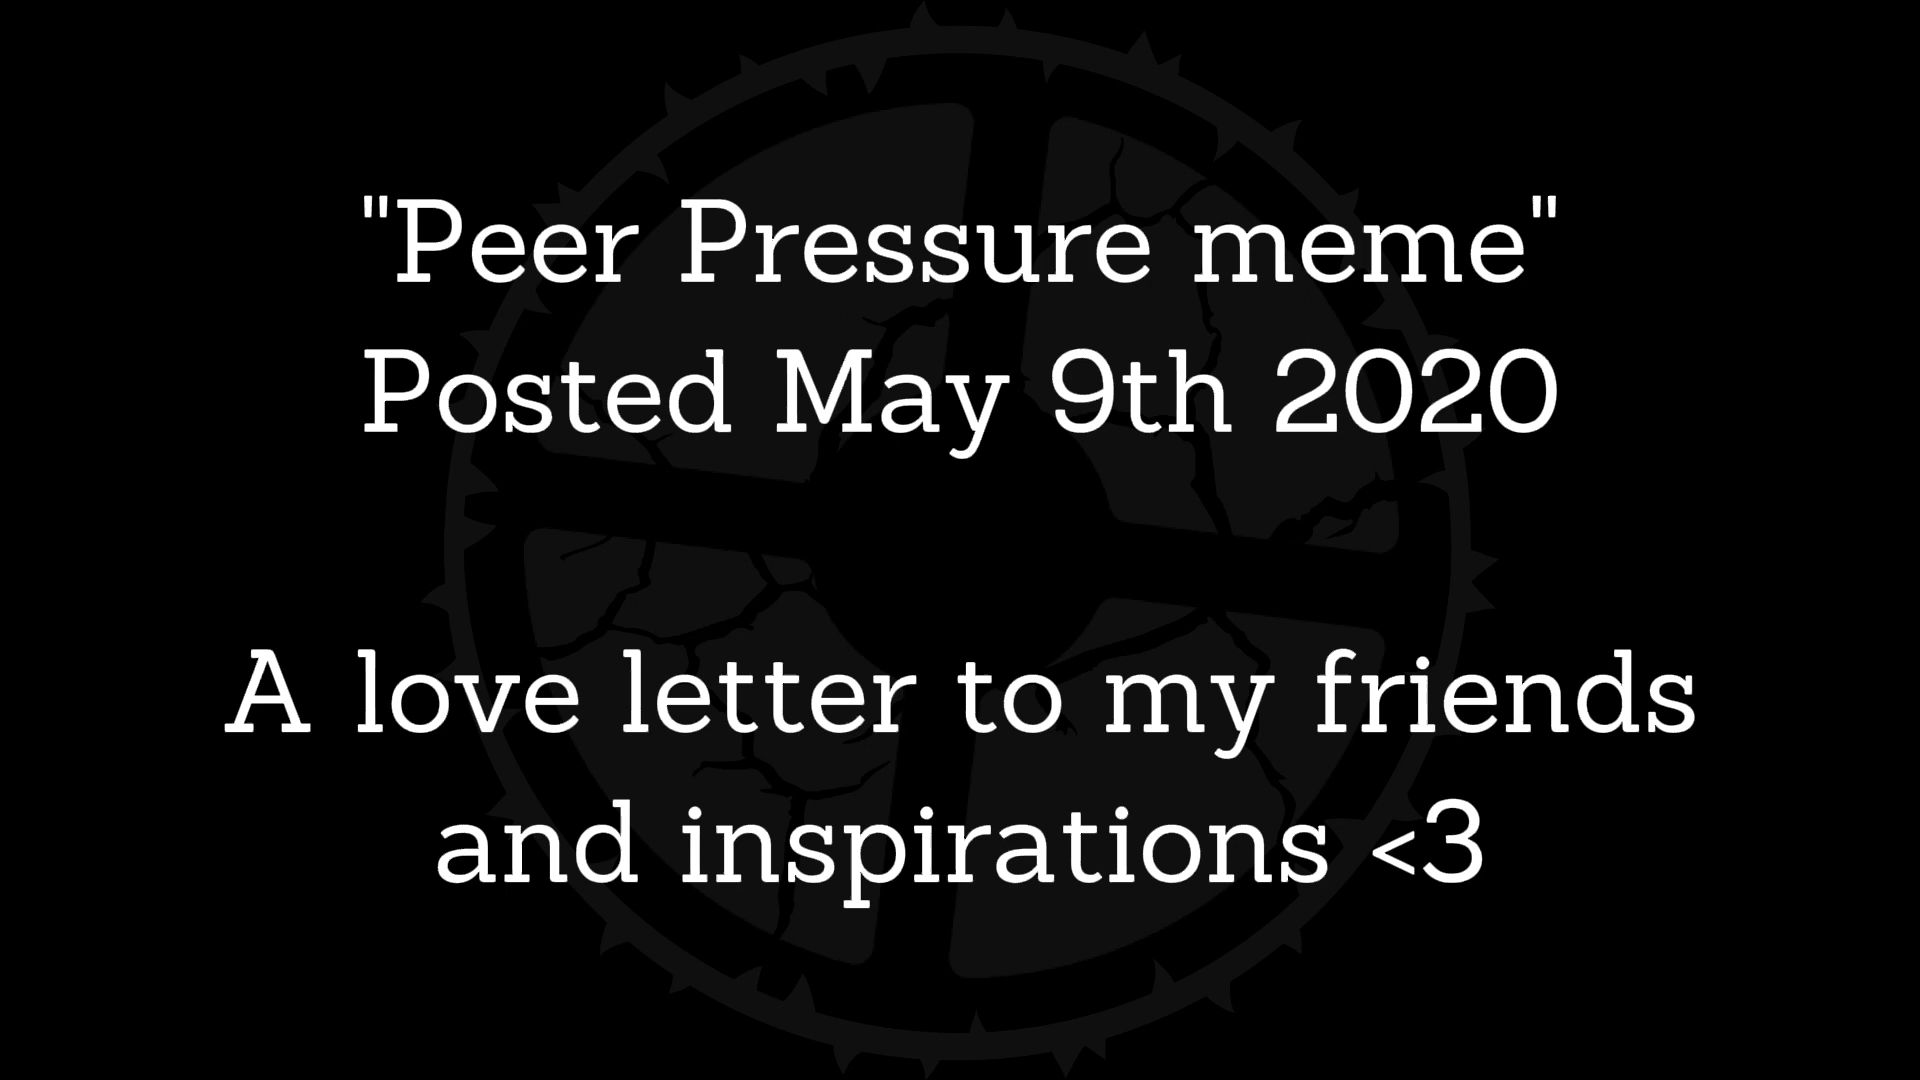 "Peer Pressure meme"
Posted May 9th 2020
A love letter to my friends
and inspirations <3